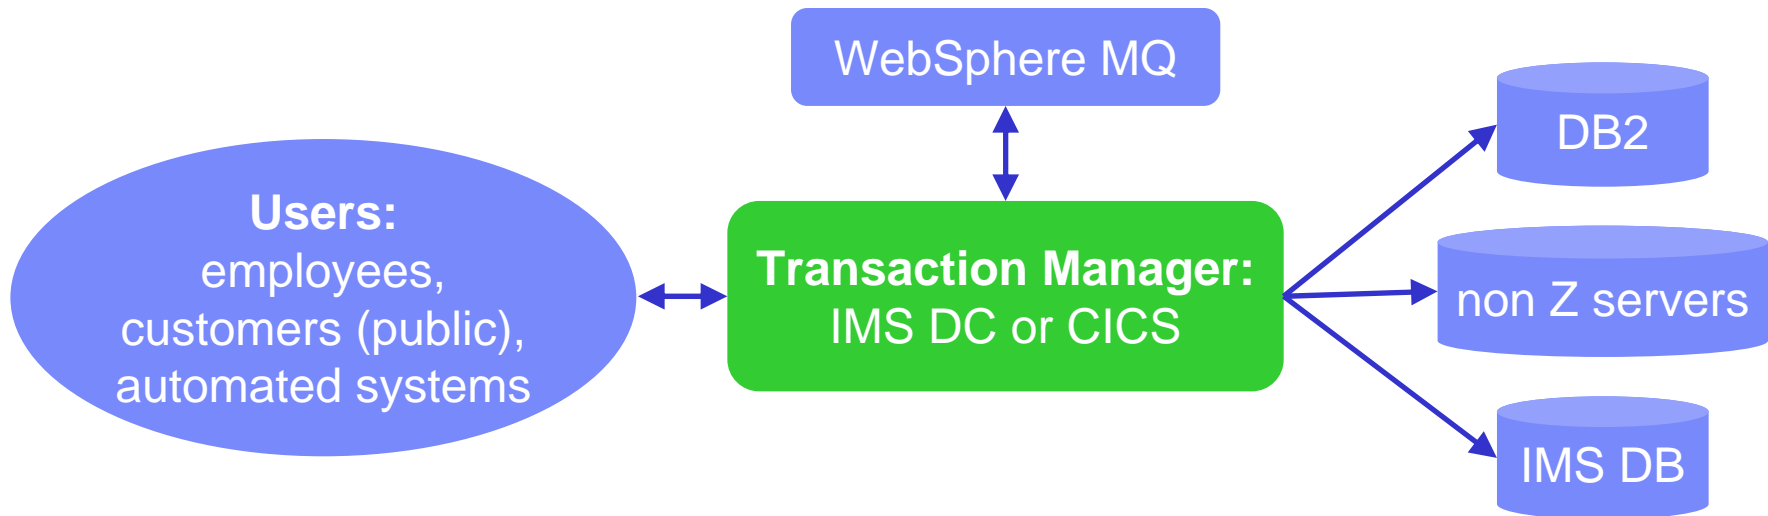 WebSphere MQ
Users:
employees,
customers (public),
automated systems
Transaction Manager:
IMS DC or CICS
DB2
non Z servers
IMS DB